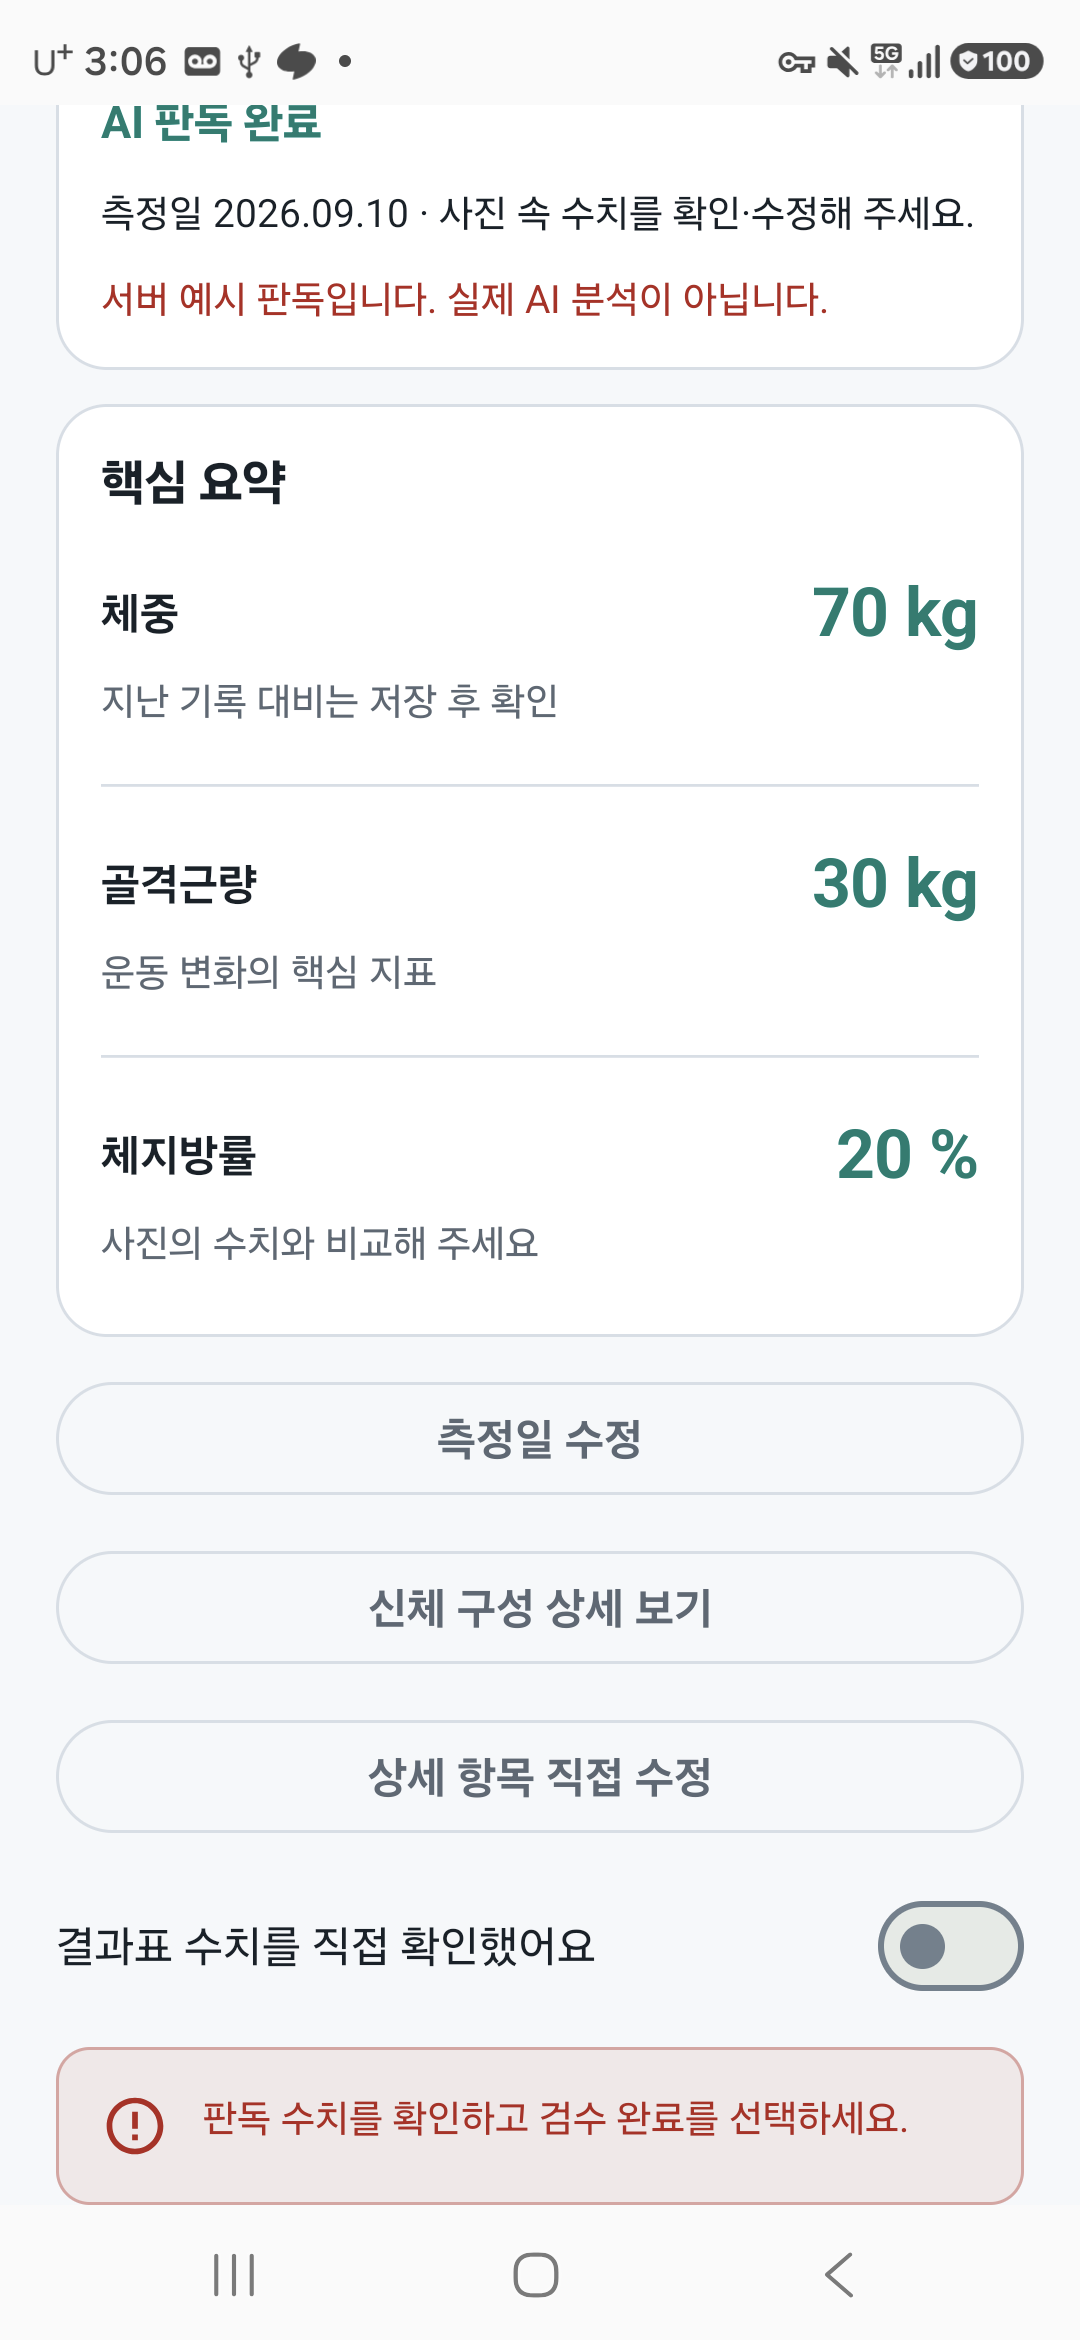 U+ 3:06 5G 100
AI 판독 완료
측정일 2026.09.10 · 사진 속 수치를 확인·수정해 주세요.
서버 예시 판독입니다. 실제 AI 분석이 아닙니다.
핵심 요약
체중 70 kg
지난 기록 대비는 저장 후 확인
골격근량 30 kg
운동 변화의 핵심 지표
체지방률 20 %
사진의 수치와 비교해 주세요
측정일 수정
신체 구성 상세 보기
상세 항목 직접 수정
결과표 수치를 직접 확인했어요
판독 수치를 확인하고 검수 완료를 선택하세요.